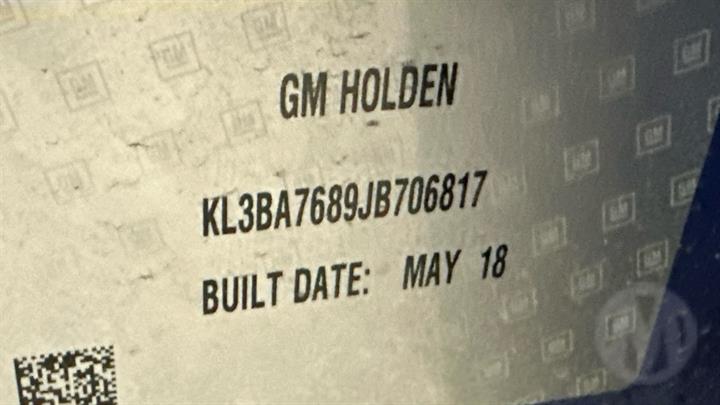 GM HOLDEN
KL3BA7689JB706817
BUILT DATE: MAY 18